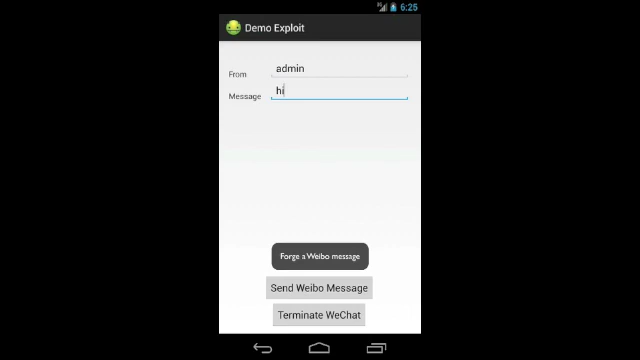 6:25
Demo Exploit
From admin
Message hi
Forge a Weibo message
Send Weibo Message
Terminate WeChat